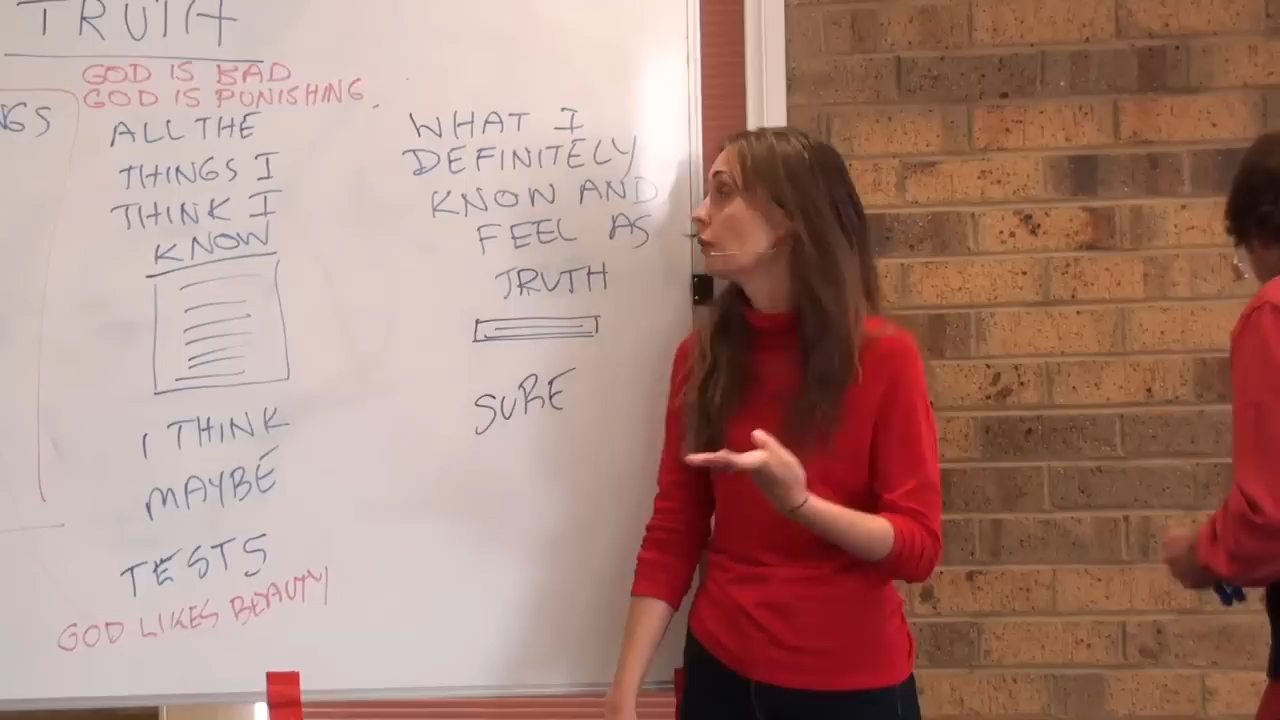 TRUTH
GOD IS BAD
GOD IS PUNISHING.
NGS
ALL THE
THINGS I
THINK I
KNOW
I THINK
MAYBE
TESTS
GOD LIKES BEAUTY
WHAT I
DEFINITELY
KNOW AND
FEEL AS
TRUTH
SURE